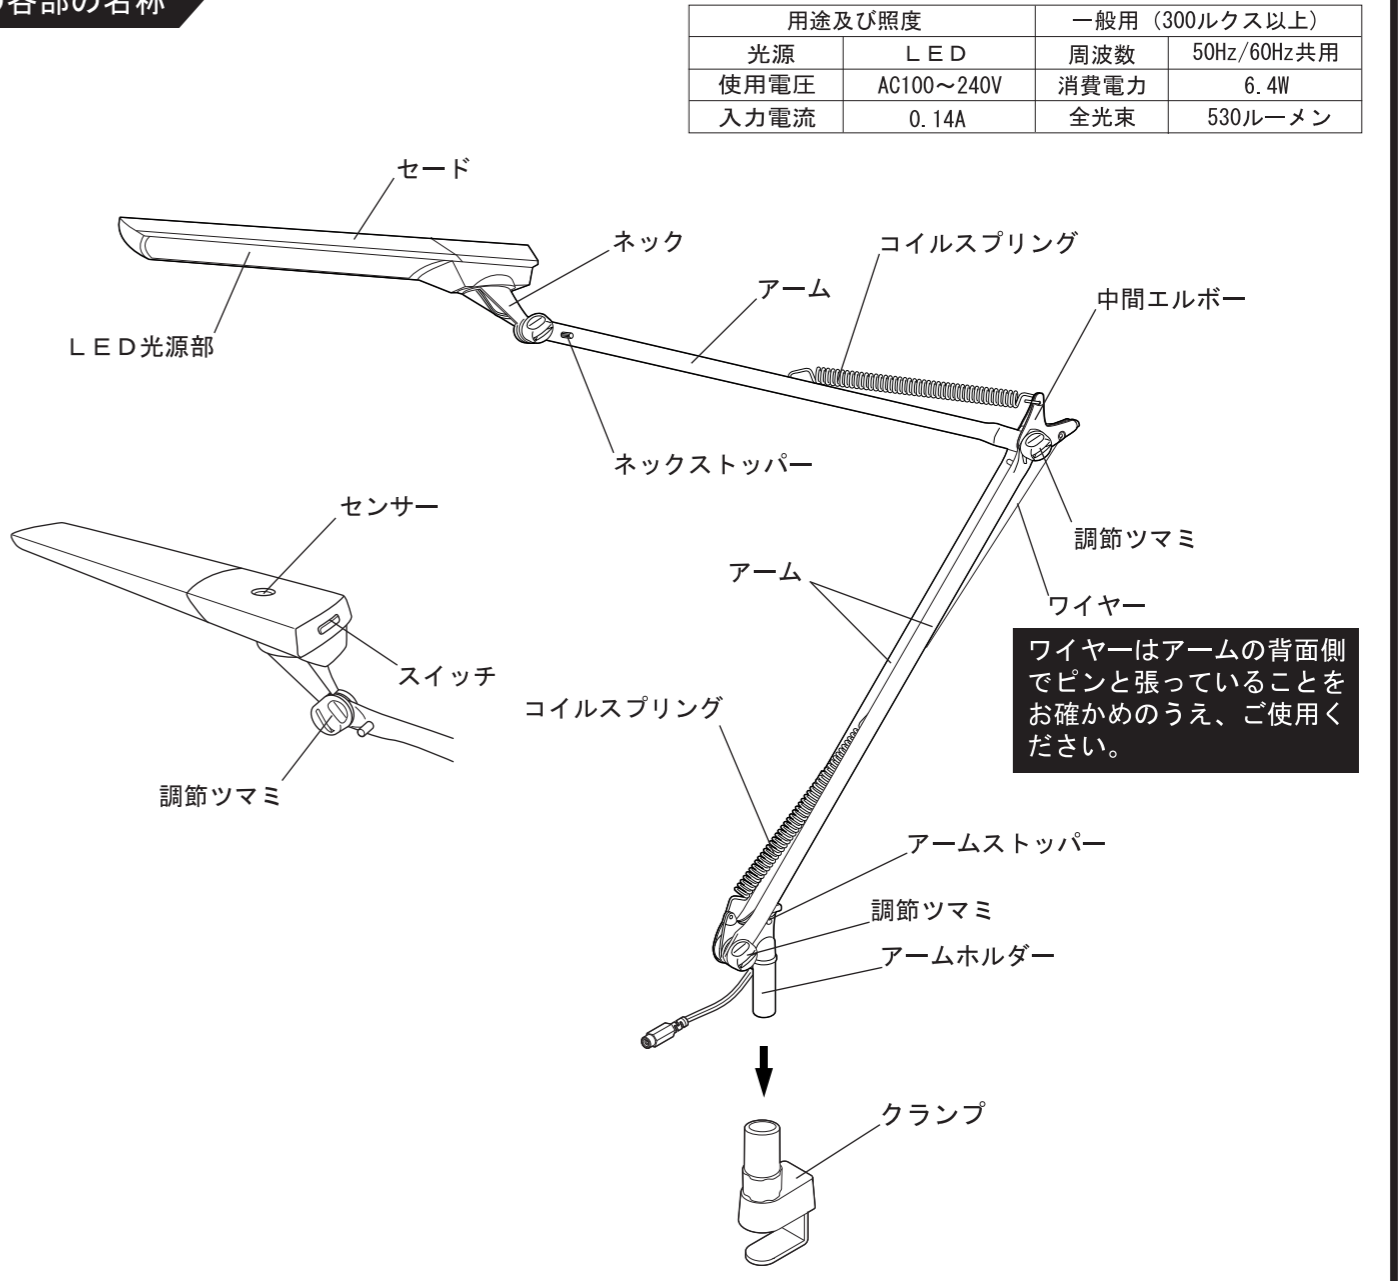 各部の名称
用途及び照度 一般用（300ルクス以上）
光源 ＬＥＤ 周波数 50Hz/60Hz共用
使用電圧 AC100～240V 消費電力 6.4W
入力電流 0.14A 全光束 530ルーメン
セード
ネック
コイルスプリング
アーム
中間エルボー
ＬＥＤ光源部
ネックストッパー
センサー
調節ツマミ
アーム
ワイヤー
ワイヤーはアームの背面側
でピンと張っていることを
お確かめのうえ、ご使用く
ださい。
スイッチ
コイルスプリング
調節ツマミ
アームストッパー
調節ツマミ
アームホルダー
クランプ